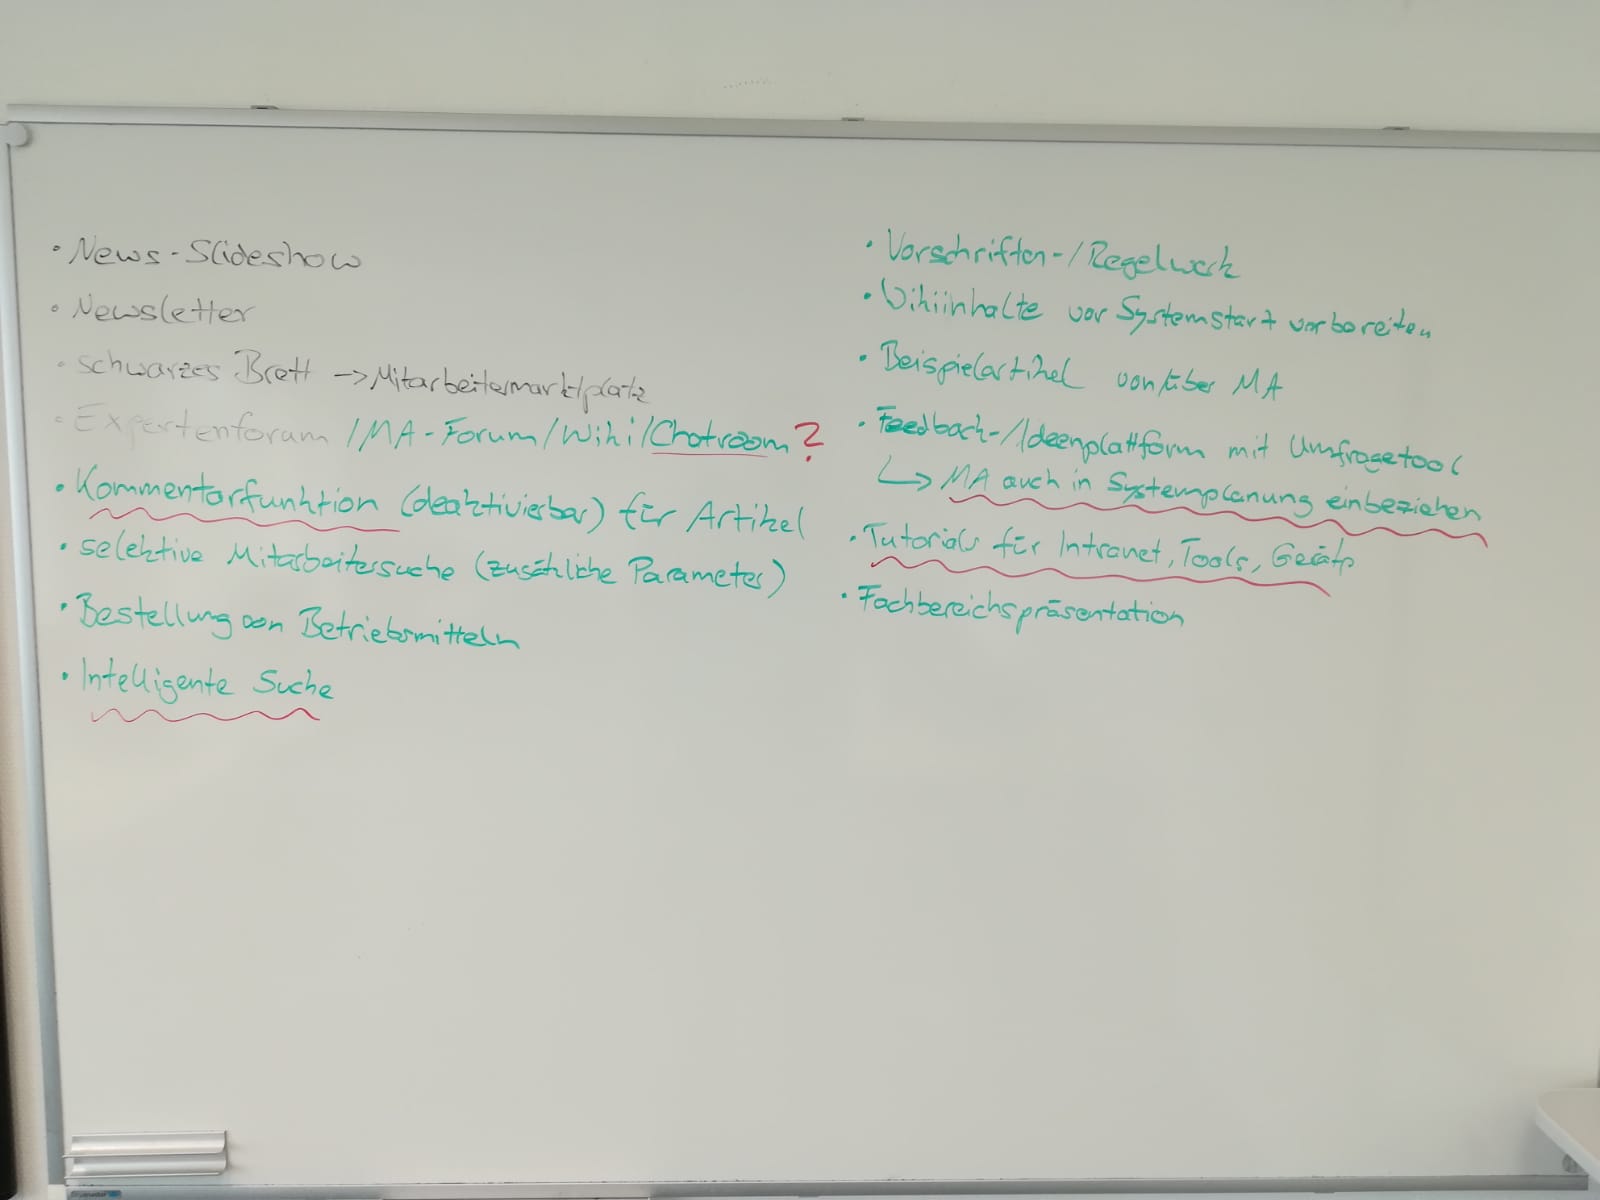 • News-Slideshow
• Newsletter
• schwarzes Brett -> Mitarbeitermarktplatz
• Expertenforum /MA-Forum/Wiki/Chatroom?
• Kommentarfunktion (deaktivierbar) für Artikel
• selektive Mitarbeitersuche (zusätzliche Parameter)
• Bestellung von Betriebsmitteln
• Intelligente Suche
• Vorschriften-/Regelwerk
• Wikiinhalte vor Systemstart vorbereiten
• Beispielartikel von/über MA
• Feedback-/Ideenplattform mit Umfragetool
↳ MA auch in Systemplanung einbeziehen
• Tutorials für Intranet, Tools, Geräte
• Fachbereichspräsentation